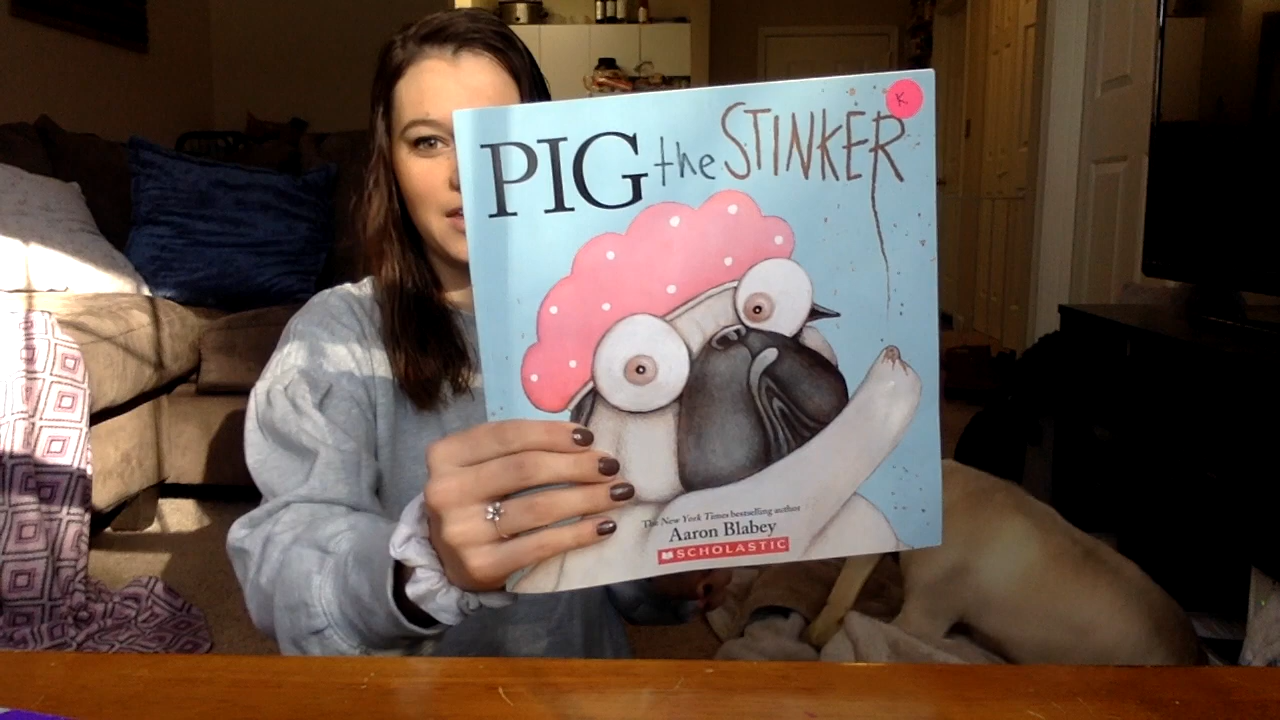 PIG the STINKER
K
The New York Times bestselling author
Aaron Blabey
SCHOLASTIC